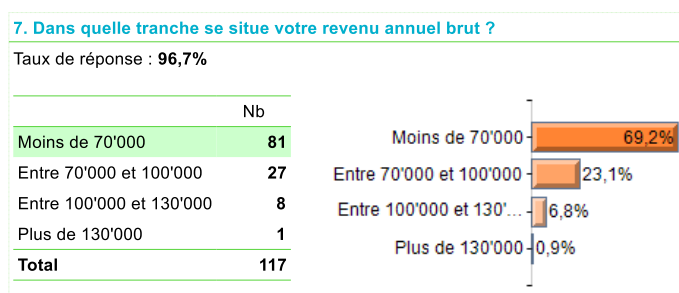 7. Dans quelle tranche se situe votre revenu annuel brut ?
Taux de réponse : 96,7%
Nb
Moins de 70'000 81
Entre 70'000 et 100'000 27
Entre 100'000 et 130'000 8
Plus de 130'000 1
Total 117
Moins de 70'000 69,2%
Entre 70'000 et 100'000 23,1%
Entre 100'000 et 130'... 6,8%
Plus de 130'000 0,9%